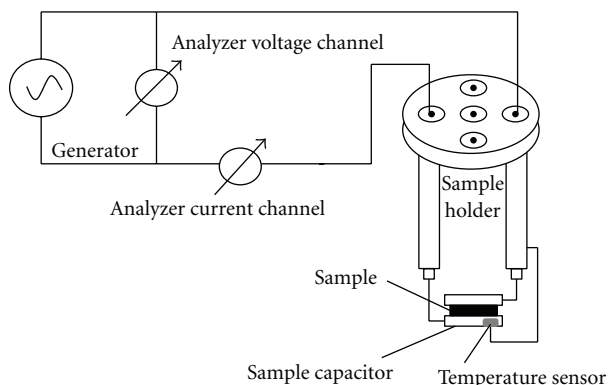 Analyzer voltage channel
Generator
Analyzer current channel
Sample
holder
Sample
Sample capacitor
Temperature sensor